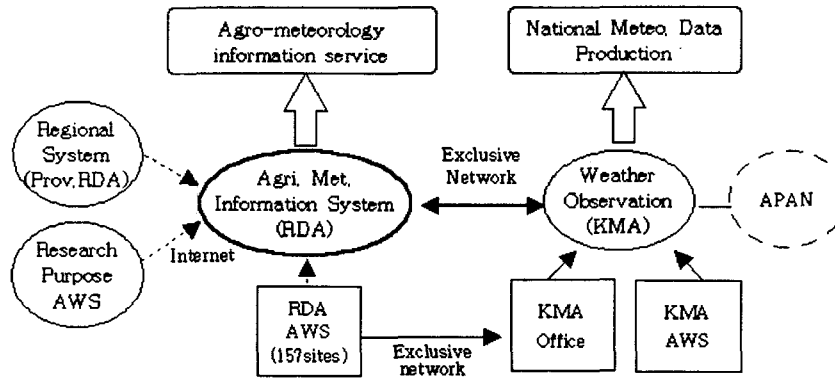 Agro-meteorology
information service
National Meteo. Data
Production
Regional
System
(Prov.RDA)
Agri. Met.
Information System
(RDA)
Exclusive
Network
Weather
Observation
(KMA)
APAN
Research
Purpose
AWS
Internet
RDA
AWS
(157sites)
Exclusive
network
KMA
Office
KMA
AWS